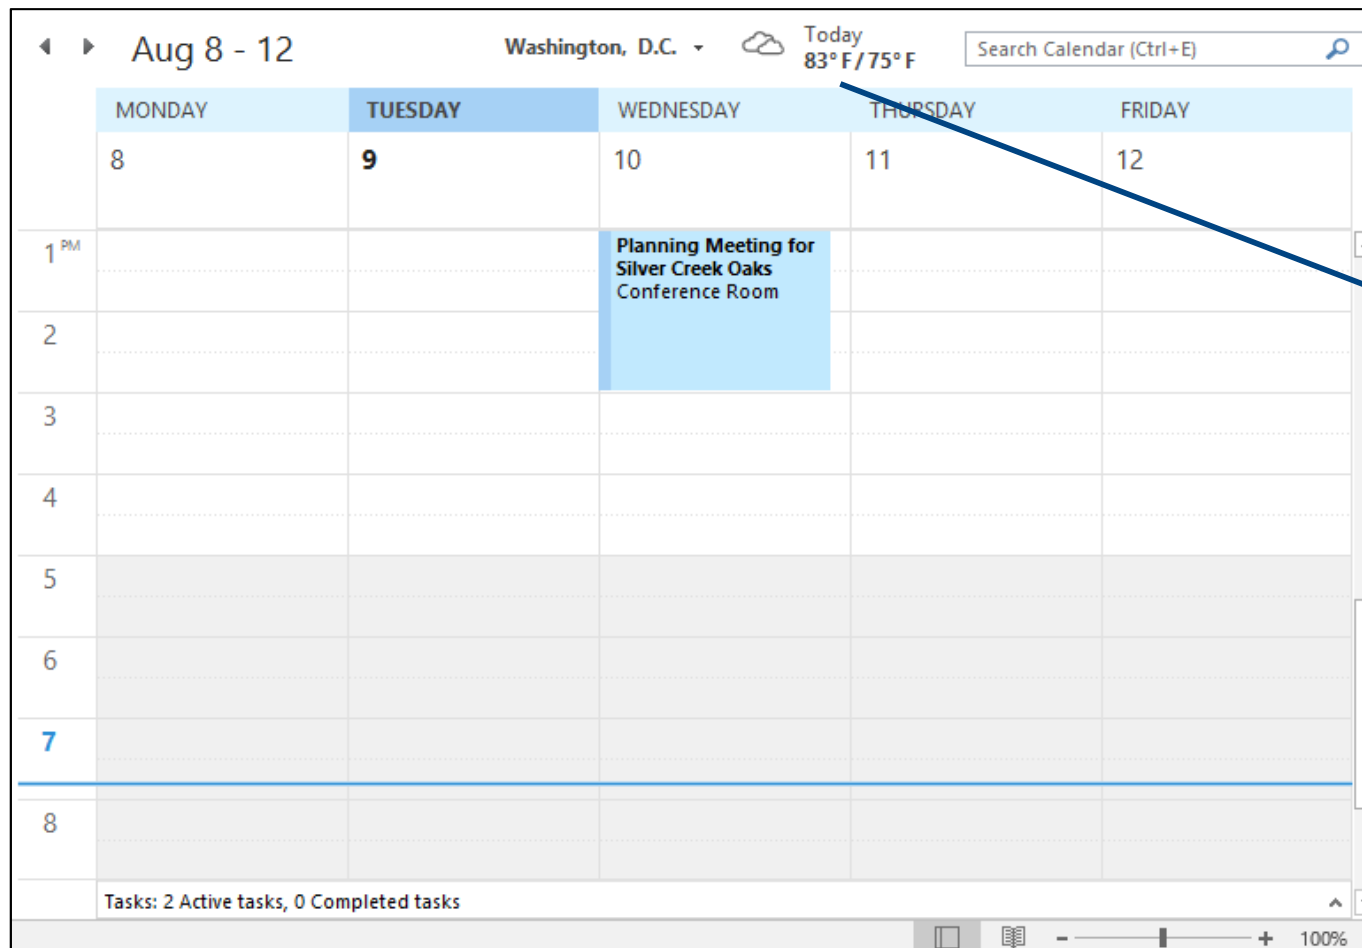 Aug 8 - 12
Washington, D.C.
Today
83°F/75°F
Search Calendar (Ctrl+E)
MONDAY
TUESDAY
WEDNESDAY
THURSDAY
FRIDAY
8
9
10
11
12
1 PM
Planning Meeting for
Silver Creek Oaks
Conference Room
2
3
4
5
6
7
8
Tasks: 2 Active tasks, 0 Completed tasks
100%